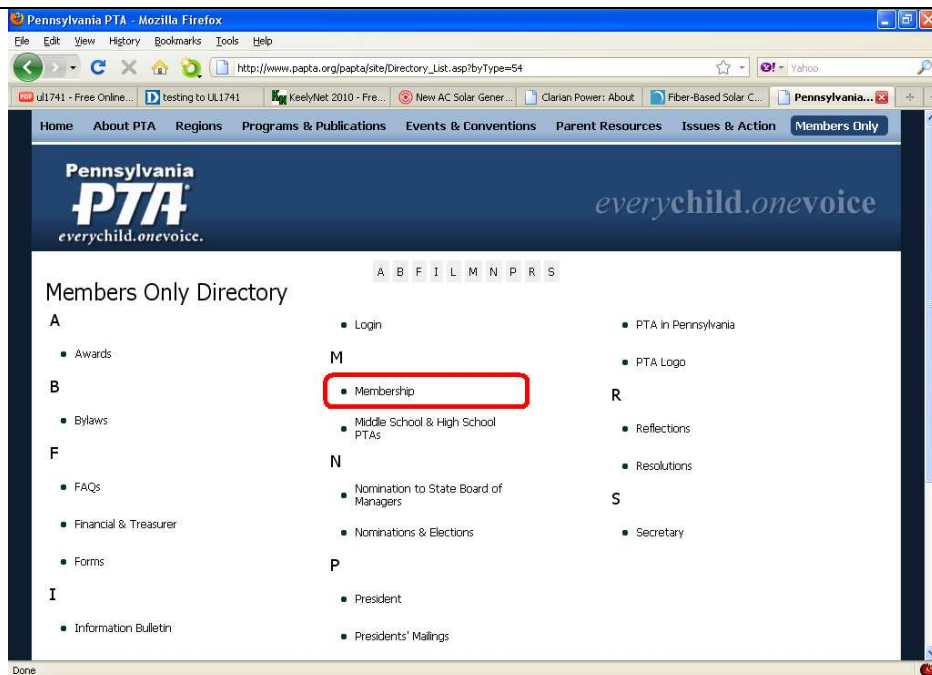 Pennsylvania PTA - Mozilla Firefox
File Edit View History Bookmarks Tools Help
http://www.papta.org/papta/site/Directory_List.asp?byType=54
Yahoo
ul1741 - Free Online... testing to UL1741 KeelyNet 2010 - Fre... New AC Solar Gener... Clarian Power: About Fiber-Based Solar C... Pennsylvania...
Home About PTA Regions Programs & Publications Events & Conventions Parent Resources Issues & Action Members Only
Pennsylvania
PTA
everychild.onevoice.
everychild.onevoice
A B F I L M N P R S
Members Only Directory
A
Awards
B
Bylaws
F
FAQs
Financial & Treasurer
Forms
I
Information Bulletin
Login
M
Membership
Middle School & High School
PTAs
N
Nomination to State Board of
Managers
Nominations & Elections
P
President
Presidents' Mailings
PTA in Pennsylvania
PTA Logo
R
Reflections
Resolutions
S
Secretary
Done